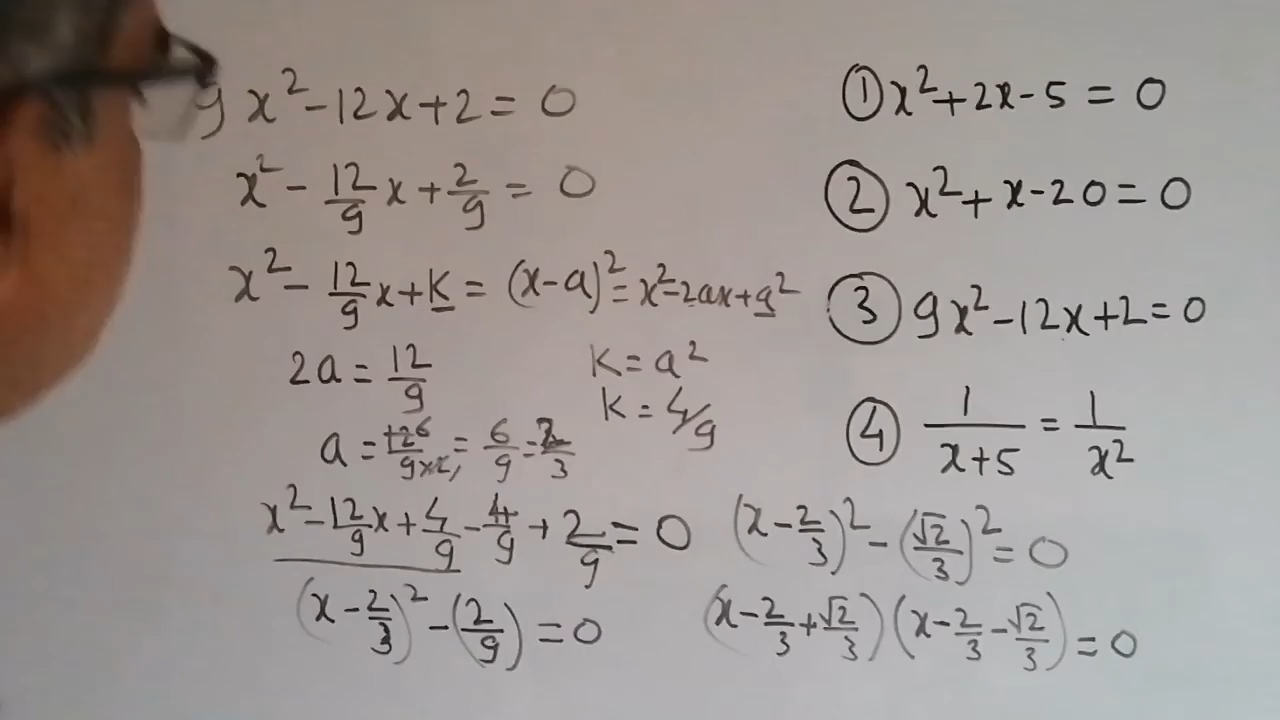 9x² - 12x + 2 = 0
x² - 12/9 x + 2/9 = 0
x² - 12/9 x + K = (x - a)² = x² - 2ax + a²
2a = 12/9
K = a²
K = 4/9
= 6/9 = 2/3
x² - 12/9 x + 4/9 - 4/9 + 2/9 = 0
(x - 2/3)² - (2/9) = 0
(x - 2/3)² - (√2/3)² = 0
(x - 2/3 + √2/3)(x - 2/3 - √2/3) = 0
① x² + 2x - 5 = 0
② x² + x - 20 = 0
③ 9x² - 12x + 2 = 0
④ 1/(x+5) = 1/x²